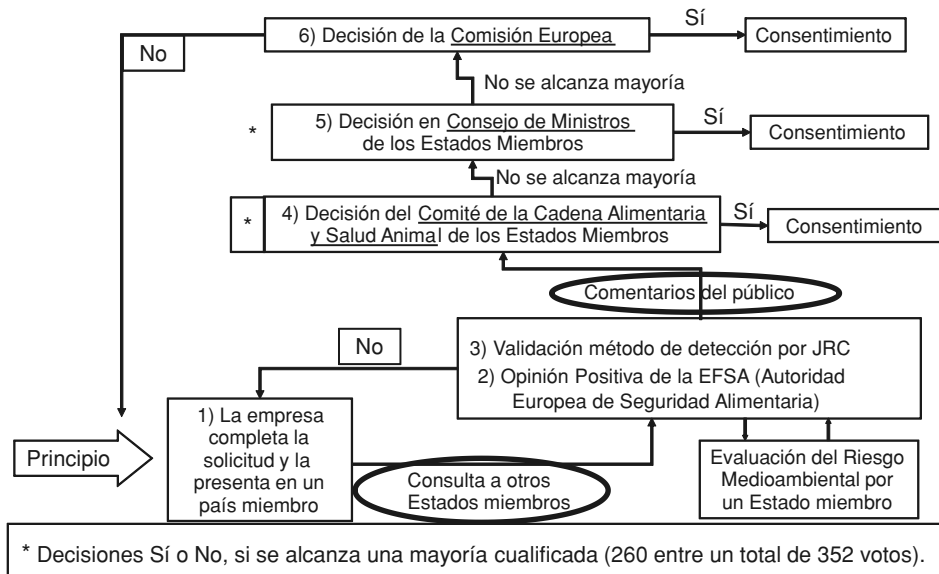 6) Decisión de la Comisión Europea
Sí
Consentimiento
No
No se alcanza mayoría
*
5) Decisión en Consejo de Ministros
de los Estados Miembros
Sí
Consentimiento
No se alcanza mayoría
*
4) Decisión del Comité de la Cadena Alimentaria
y Salud Animal de los Estados Miembros
Sí
Consentimiento
Comentarios del público
No
3) Validación método de detección por JRC
2) Opinión Positiva de la EFSA (Autoridad
Europea de Seguridad Alimentaria)
Principio
1) La empresa
completa la
solicitud y la
presenta en un
país miembro
Consulta a otros
Estados miembros
Evaluación del Riesgo
Medioambiental por
un Estado miembro
* Decisiones Sí o No, si se alcanza una mayoría cualificada (260 entre un total de 352 votos).